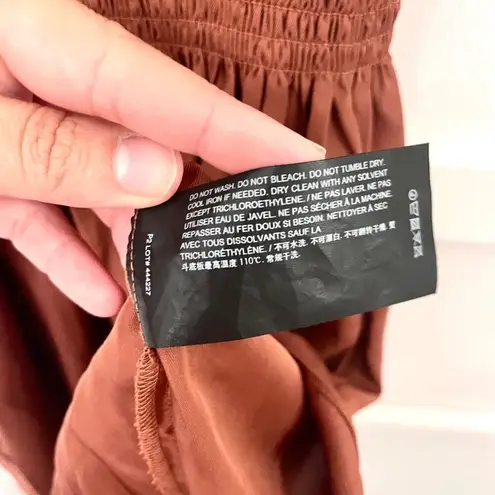 DO NOT WASH. DO NOT BLEACH. DO NOT TUMBLE DRY.
COOL IRON IF NEEDED. DRY CLEAN WITH ANY SOLVENT
EXCEPT TRICHLOROETHYLENE. / NE PAS LAVER. NE PAS
UTILISER EAU DE JAVEL. NE PAS SÉCHER À LA MACHINE.
REPASSER AU FER DOUX SI BESOIN. NETTOYER À SEC
AVEC TOUS DISSOLVANTS SAUF LA
TRICHLORÉTHYLÈNE. / 不可水洗. 不可漂白. 不可翻转干燥. 熨
斗底板最高温度 110℃. 常规干洗.
P2 LOT# 444227